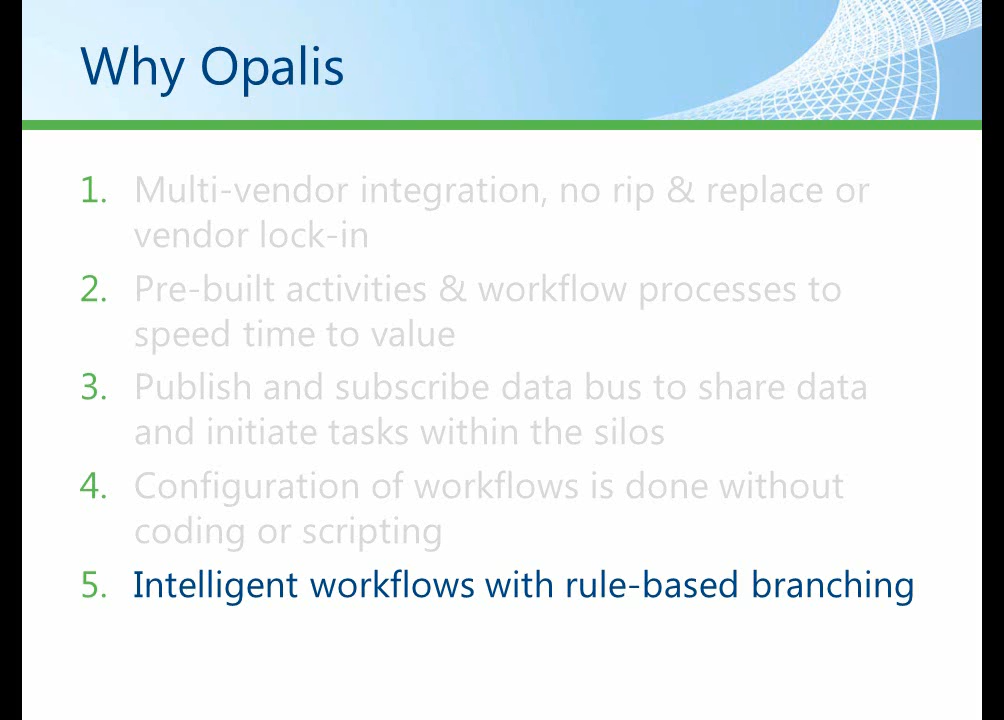 Why Opalis
1. Multi-vendor integration, no rip & replace or
vendor lock-in
2. Pre-built activities & workflow processes to
speed time to value
3. Publish and subscribe data bus to share data
and initiate tasks within the silos
4. Configuration of workflows is done without
coding or scripting
5. Intelligent workflows with rule-based branching